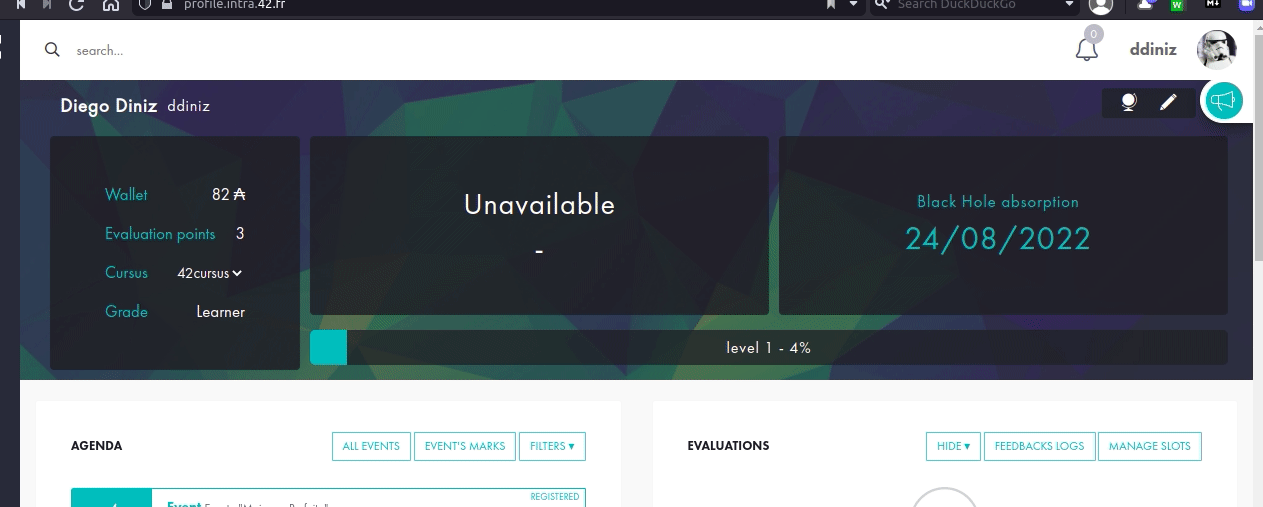 profile.intra.42.fr
Search DuckDuckGo
search...
0
ddiniz
Diego Diniz ddiniz
Wallet 82 ₳
Evaluation points 3
Cursus 42cursus
Grade Learner
Unavailable
-
Black Hole absorption
24/08/2022
level 1 - 4%
AGENDA
ALL EVENTS
EVENT'S MARKS
FILTERS ▾
REGISTERED
Event
EVALUATIONS
HIDE ▾
FEEDBACKS LOGS
MANAGE SLOTS